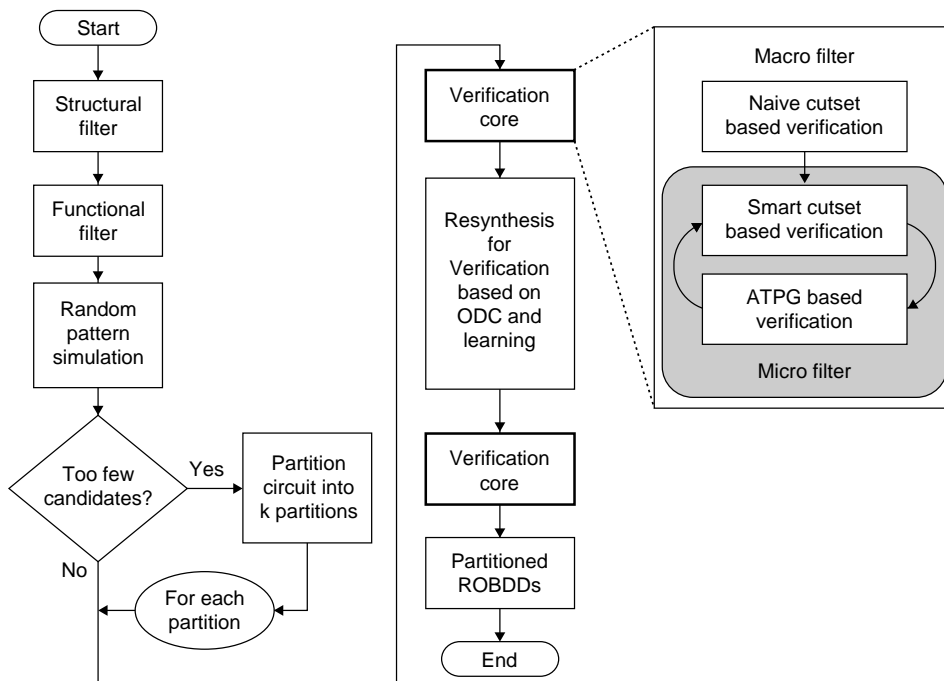 Start
Structural
filter
Functional
filter
Random
pattern
simulation
Too few
candidates?
Yes
No
Partition
circuit into
k partitions
For each
partition
Verification
core
Resynthesis
for
Verification
based on
ODC and
learning
Verification
core
Partitioned
ROBDDs
End
Macro filter
Naive cutset
based verification
Smart cutset
based verification
ATPG based
verification
Micro filter